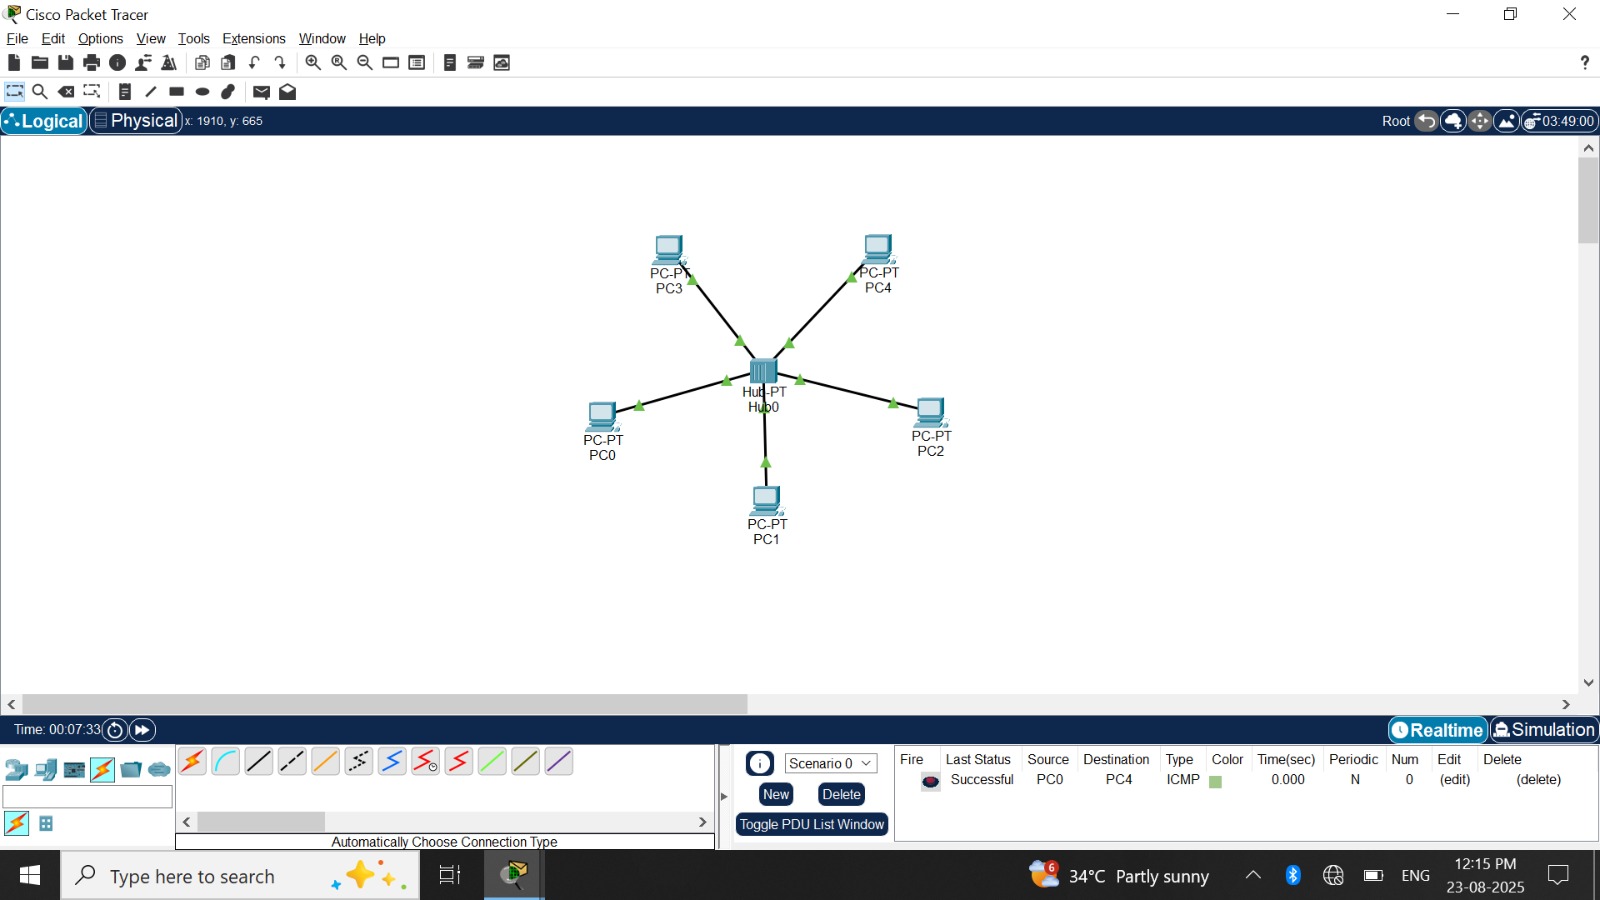 Cisco Packet Tracer
File Edit Options View Tools Extensions Window Help
?
Logical Physical x: 1910, y: 665 Root 03:49:00
PC-PT
PC3
PC-PT
PC4
Hub-PT
Hub0
PC-PT
PC0
PC-PT
PC2
PC-PT
PC1
Time: 00:07:33 Realtime Simulation
Scenario 0
New Delete
Toggle PDU List Window
Fire Last Status Source Destination Type Color Time(sec) Periodic Num Edit Delete
Successful PC0 PC4 ICMP 0.000 N 0 (edit) (delete)
Automatically Choose Connection Type
Type here to search
6 34°C Partly sunny ENG 12:15 PM
23-08-2025